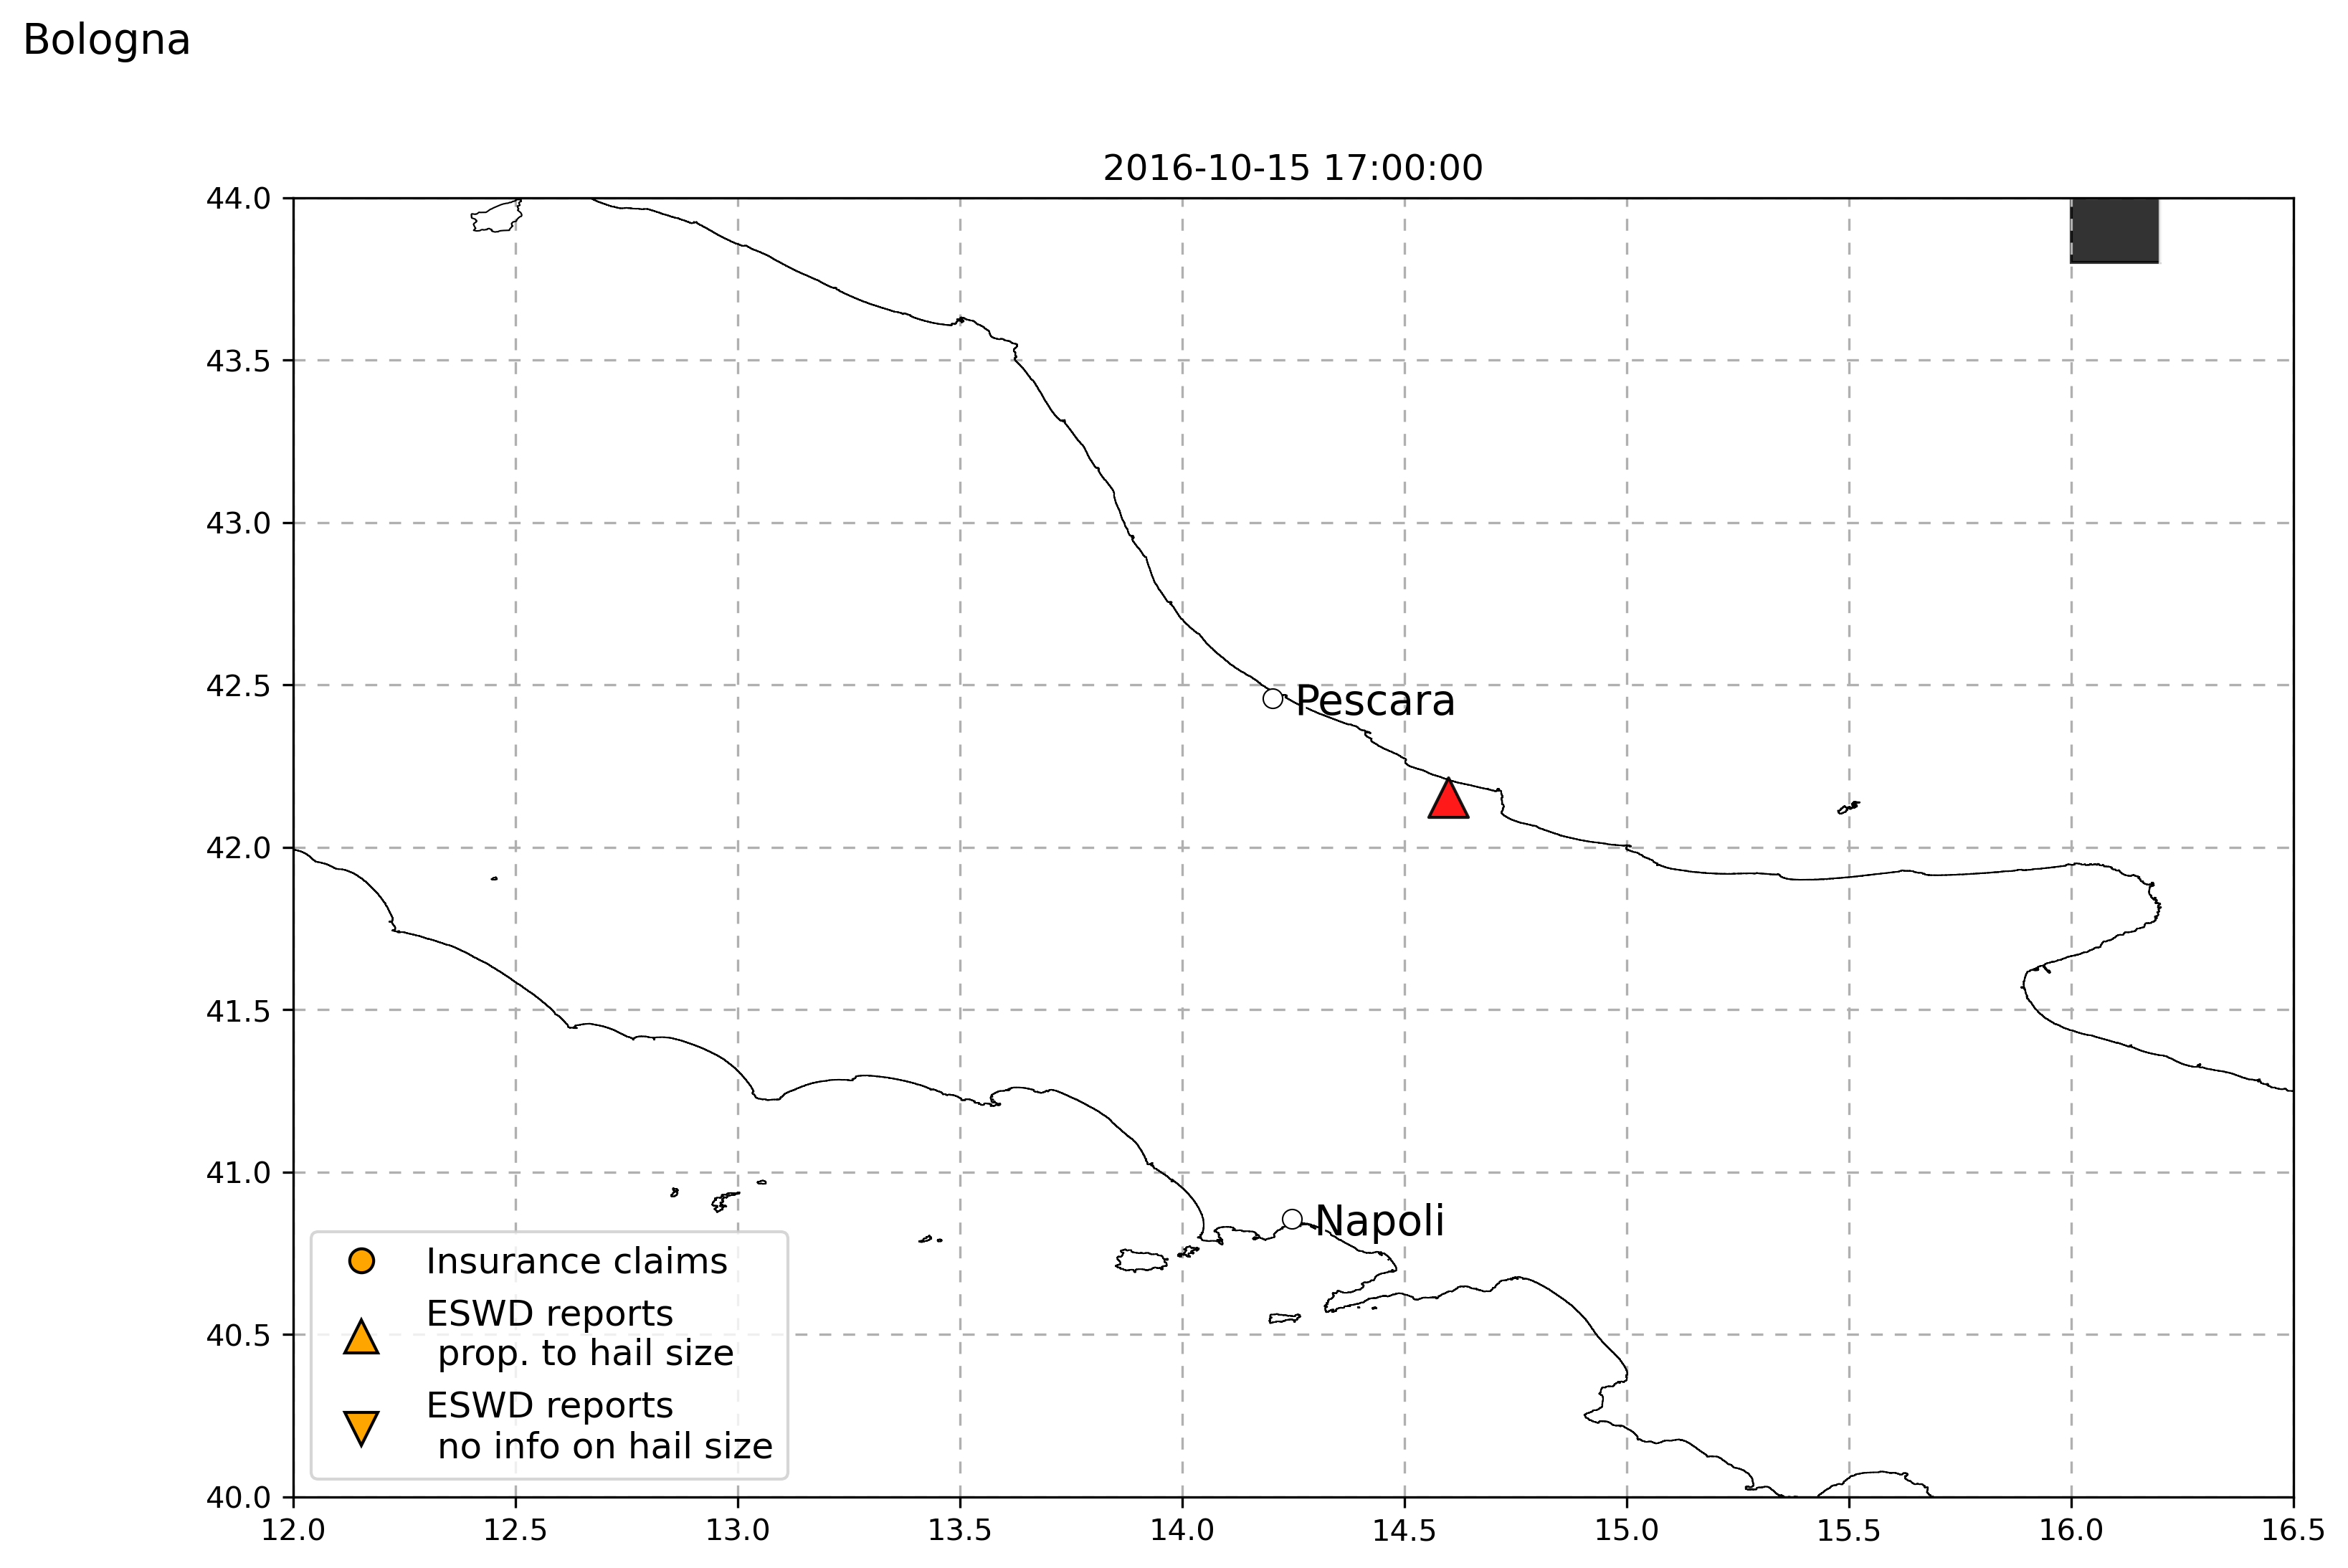 Bologna
2016-10-15 17:00:00
44.0
43.5
43.0
42.5
42.0
41.5
41.0
40.5
40.0
Pescara
Napoli
Insurance claims
ESWD reports
prop. to hail size
ESWD reports
no info on hail size
12.0 12.5 13.0 13.5 14.0 14.5 15.0 15.5 16.0 16.5